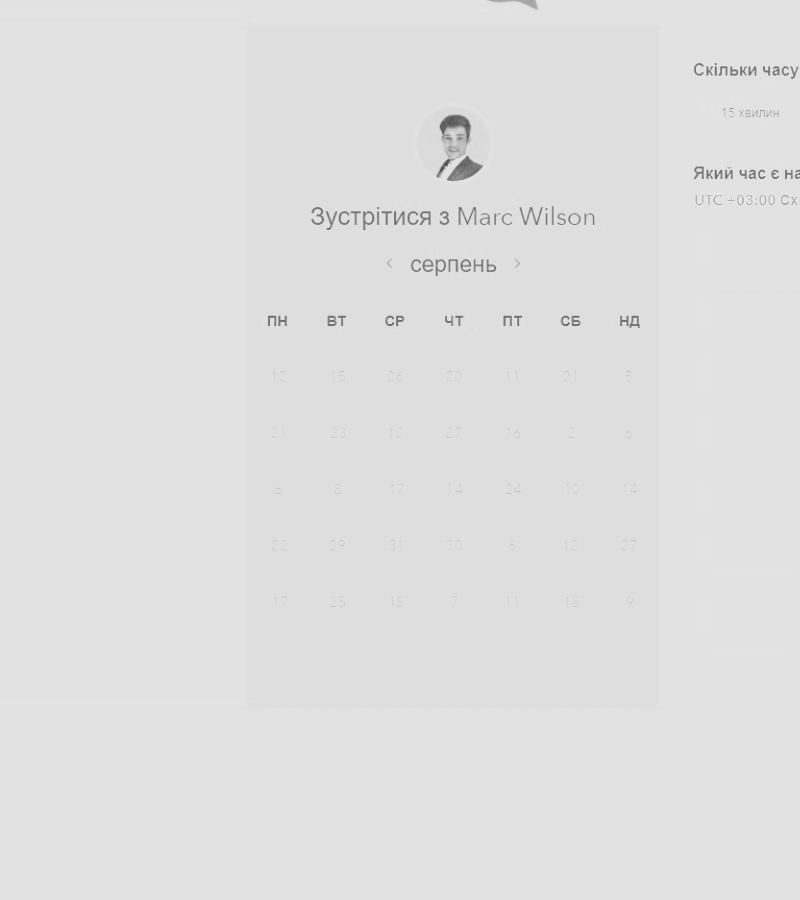 Зустрітися з Marc Wilson
< серпень >
ПН ВТ СР ЧТ ПТ СБ НД
12 15 26 20 11 21 5
21 23 12 27 16 2 6
6 8 17 14 24 10 14
22 29 31 30 6 12 27
17 25 15 7 11 13 9
Скільки часу
15 хвилин
Який час є на
UTC +03:00 Сх